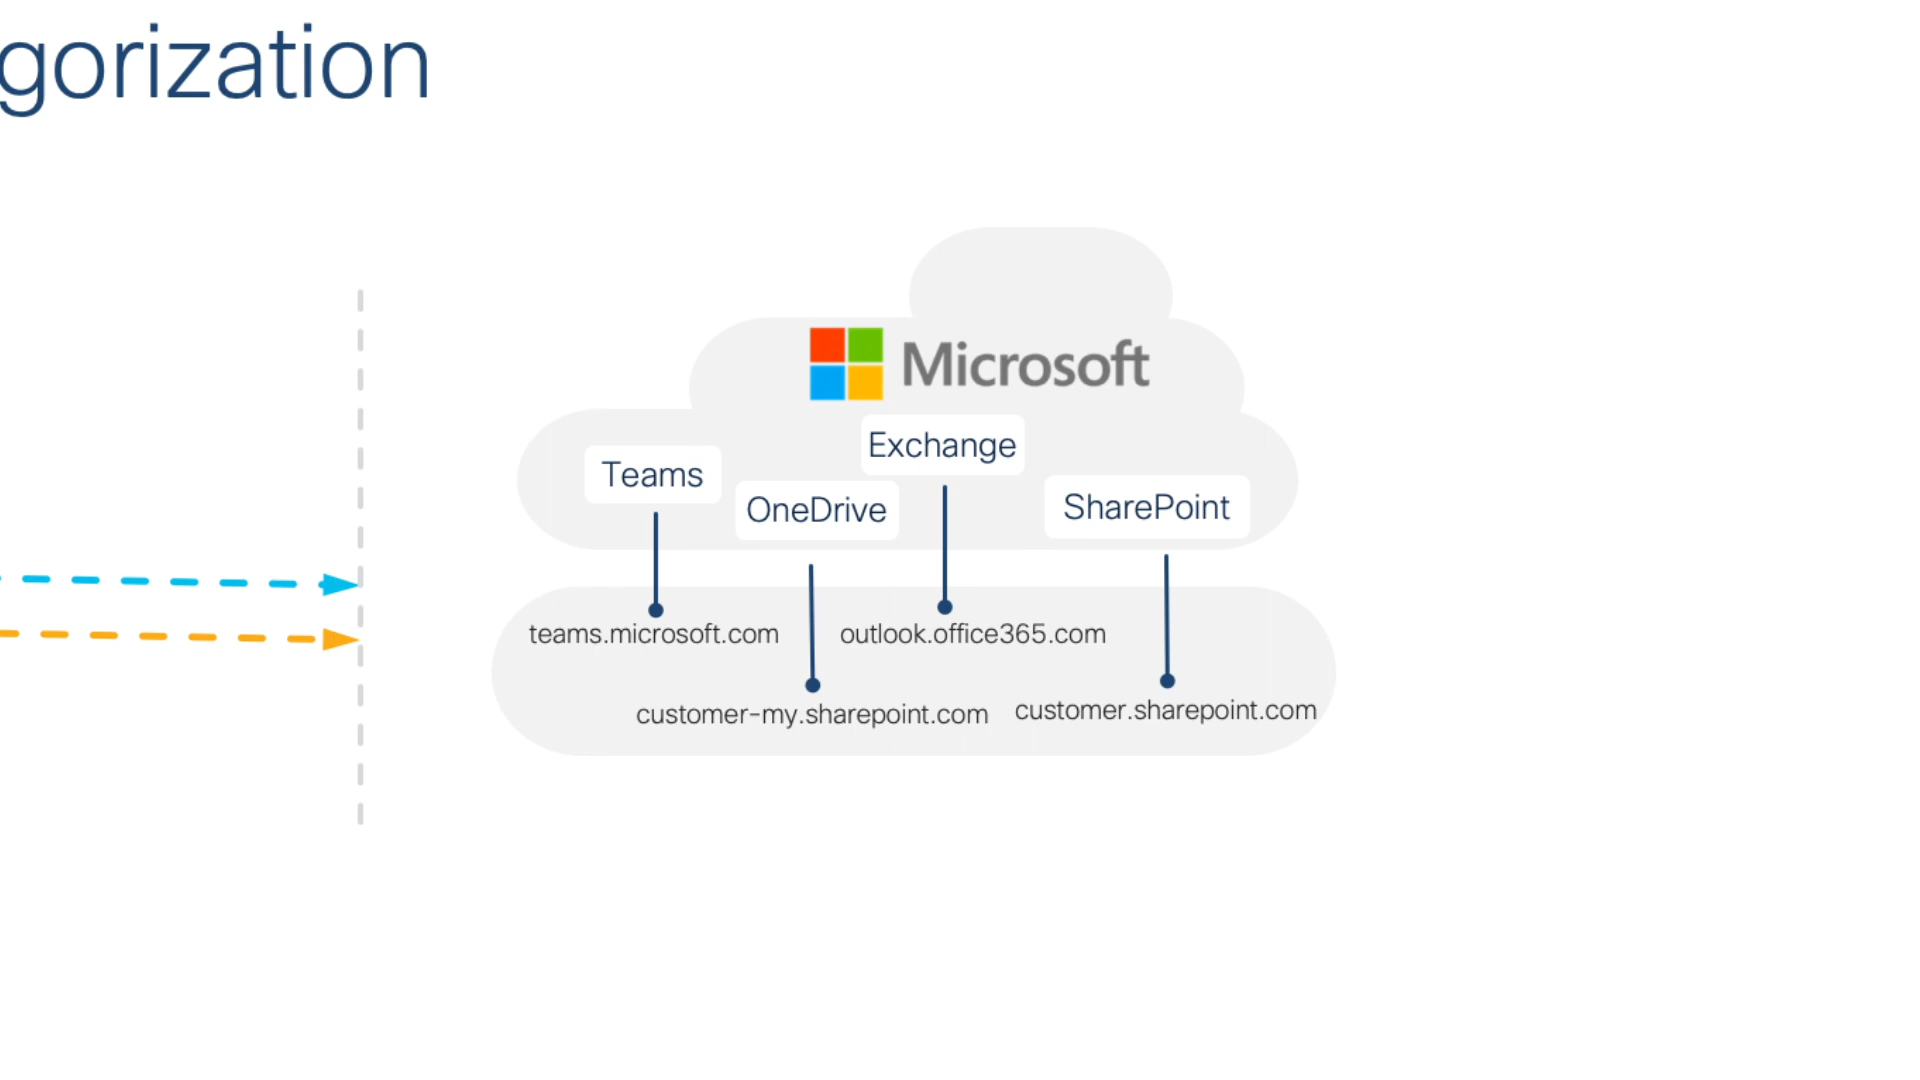 gorization
Microsoft
Exchange
Teams
OneDrive
SharePoint
teams.microsoft.com
outlook.office365.com
customer-my.sharepoint.com
customer.sharepoint.com